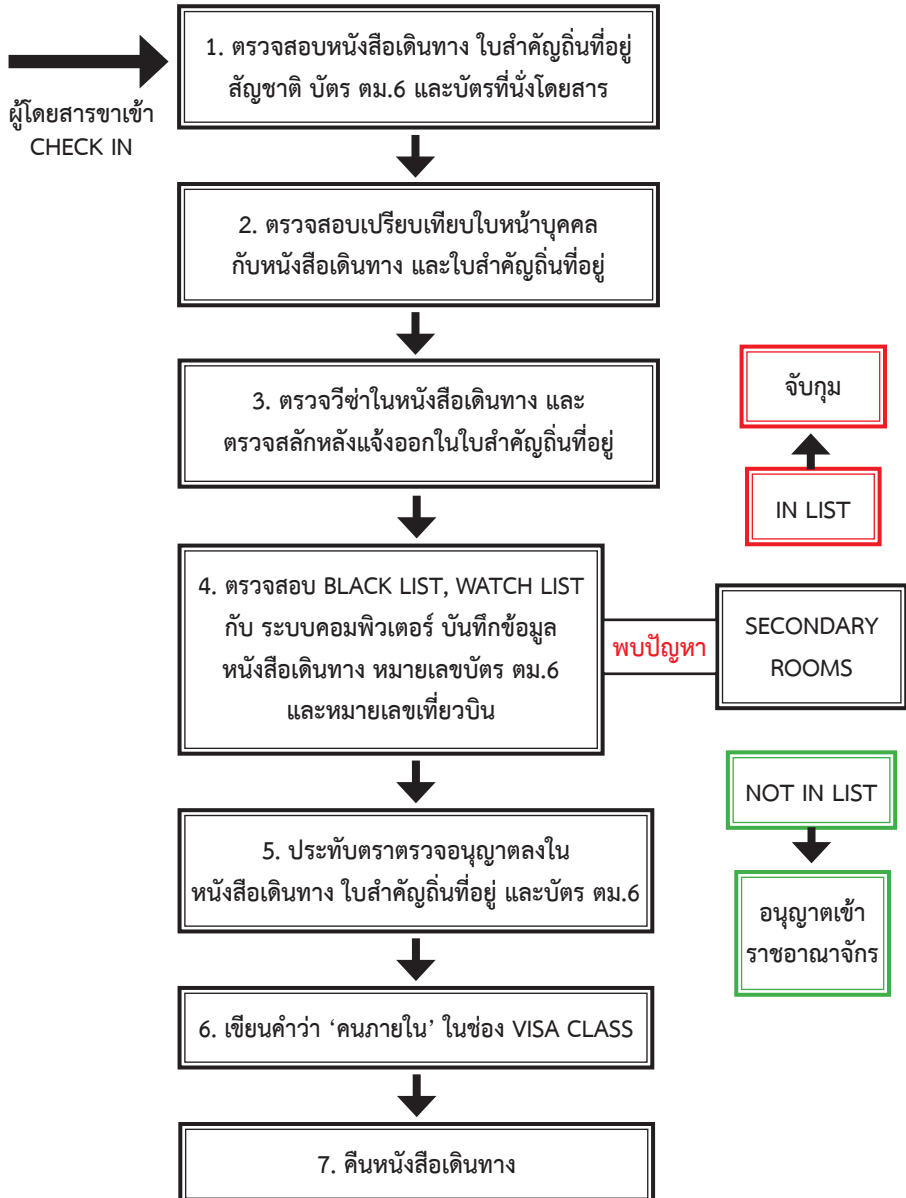 ผู้โดยสารขาเข้า
CHECK IN
1. ตรวจสอบหนังสือเดินทาง ใบสำคัญถิ่นที่อยู่
สัญชาติ บัตร ตม.6 และบัตรที่นั่งโดยสาร
2. ตรวจสอบเปรียบเทียบใบหน้าบุคคล
กับหนังสือเดินทาง และใบสำคัญถิ่นที่อยู่
3. ตรวจวีซ่าในหนังสือเดินทาง และ
ตรวจสลักหลังแจ้งออกในใบสำคัญถิ่นที่อยู่
4. ตรวจสอบ BLACK LIST, WATCH LIST
กับ ระบบคอมพิวเตอร์ บันทึกข้อมูล
หนังสือเดินทาง หมายเลขบัตร ตม.6
และหมายเลขเที่ยวบิน
พบปัญหา
SECONDARY
ROOMS
จับกุม
IN LIST
NOT IN LIST
อนุญาตเข้า
ราชอาณาจักร
5. ประทับตราตรวจอนุญาตลงใน
หนังสือเดินทาง ใบสำคัญถิ่นที่อยู่ และบัตร ตม.6
6. เขียนคำว่า ‘คนภายใน’ ในช่อง VISA CLASS
7. คืนหนังสือเดินทาง